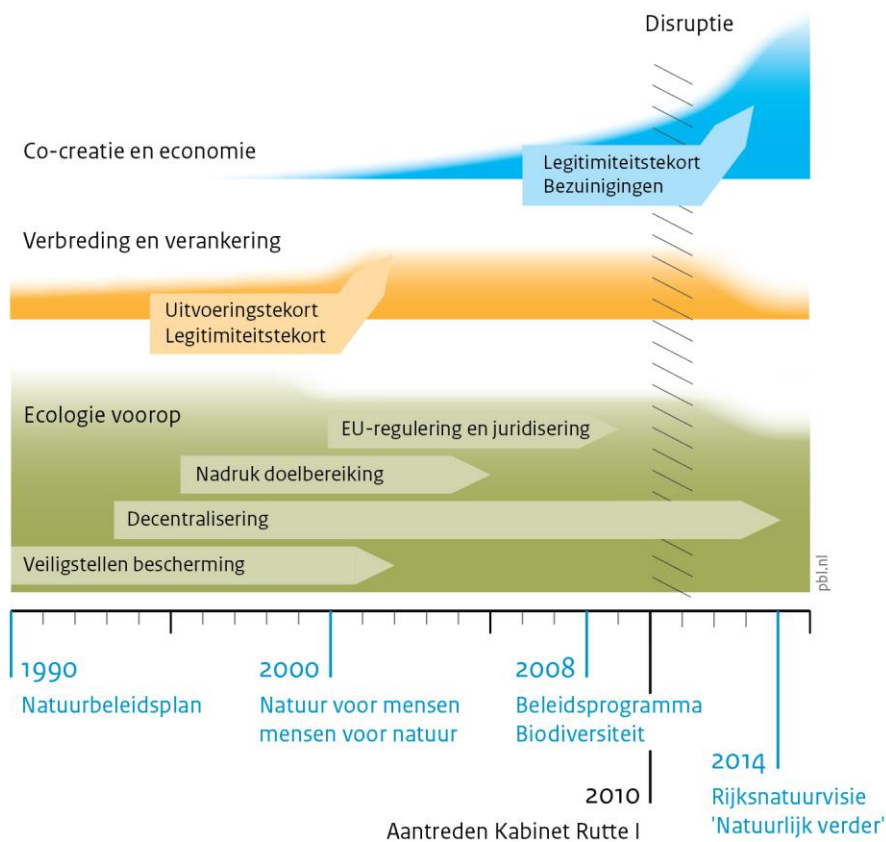 Disruptie
Co-creatie en economie
Legitimiteitstekort
Bezuinigingen
Verbreding en verankering
Uitvoeringstekort
Legitimiteitstekort
Ecologie voorop
EU-regulering en juridisering
Nadruk doelbereiking
Decentralisering
Veiligstellen bescherming
pbl.nl
1990
Natuurbeleidsplan
2000
Natuur voor mensen
mensen voor natuur
2008
Beleidsprogramma
Biodiversiteit
2010
Aantreden Kabinet Rutte I
2014
Rijksnatuurvisie
'Natuurlijk verder'